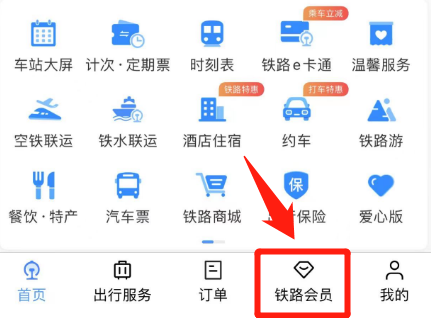 乘车立减
车站大屏 计次·定期票 时刻表 铁路e卡通 温馨服务
铁路特惠 打车特惠
空铁联运 铁水联运 酒店住宿 约车 铁路游
保
餐饮·特产 汽车票 铁路商城 保险 爱心版
首页 出行服务 订单 铁路会员 我的